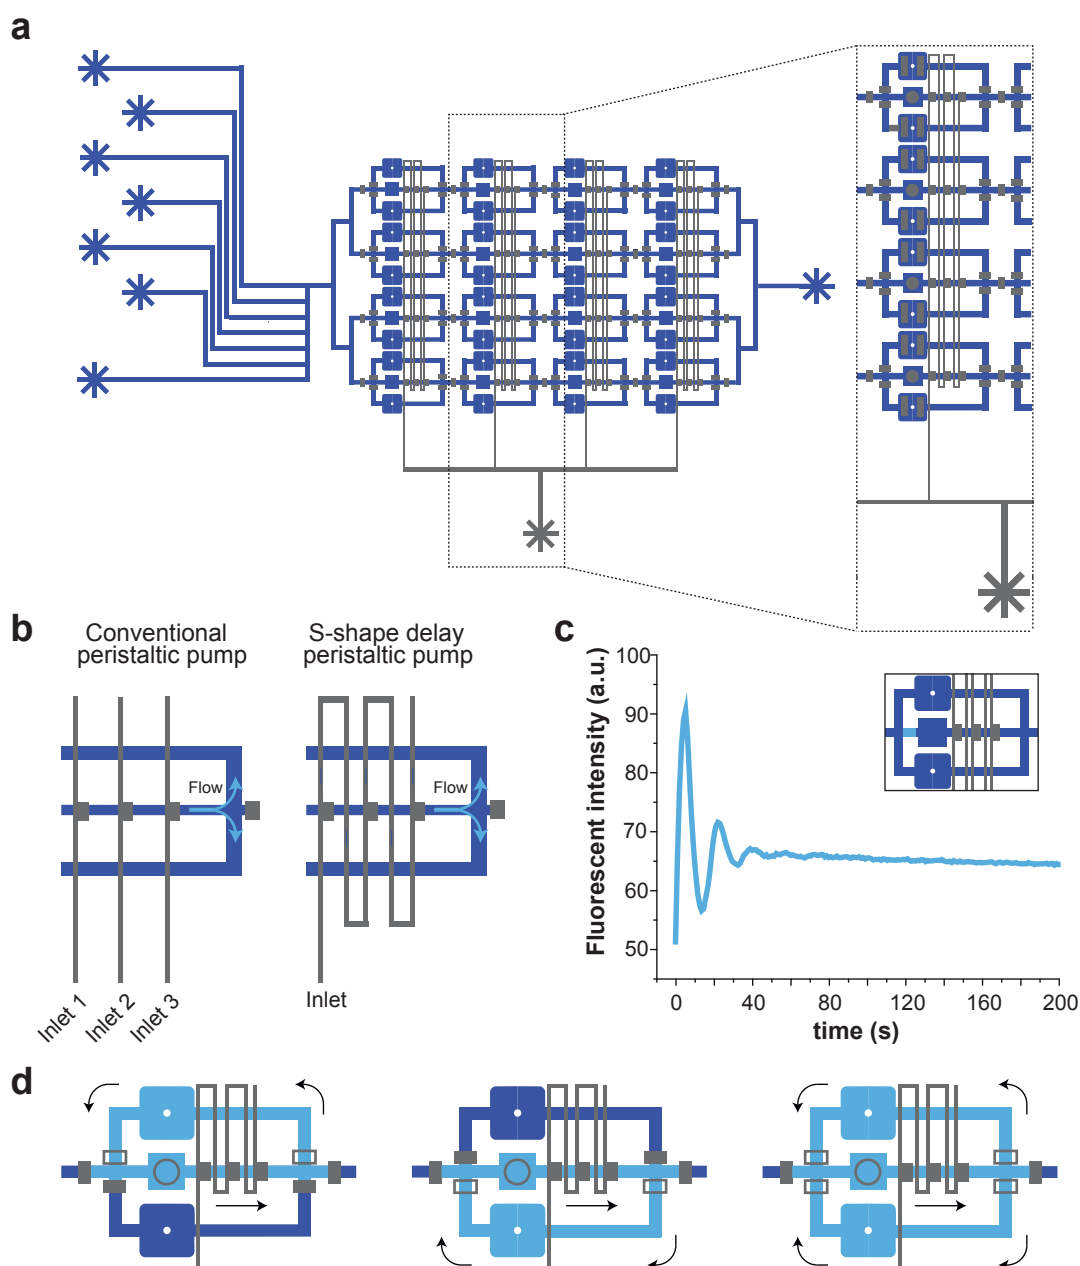 a
b
Conventional
peristaltic pump
S-shape delay
peristaltic pump
Flow
Flow
Inlet 1
Inlet 2
Inlet 3
Inlet
c
Fluorescent intensity (a.u.)
100
90
80
70
60
50
0
40
80
120
160
200
time (s)
d